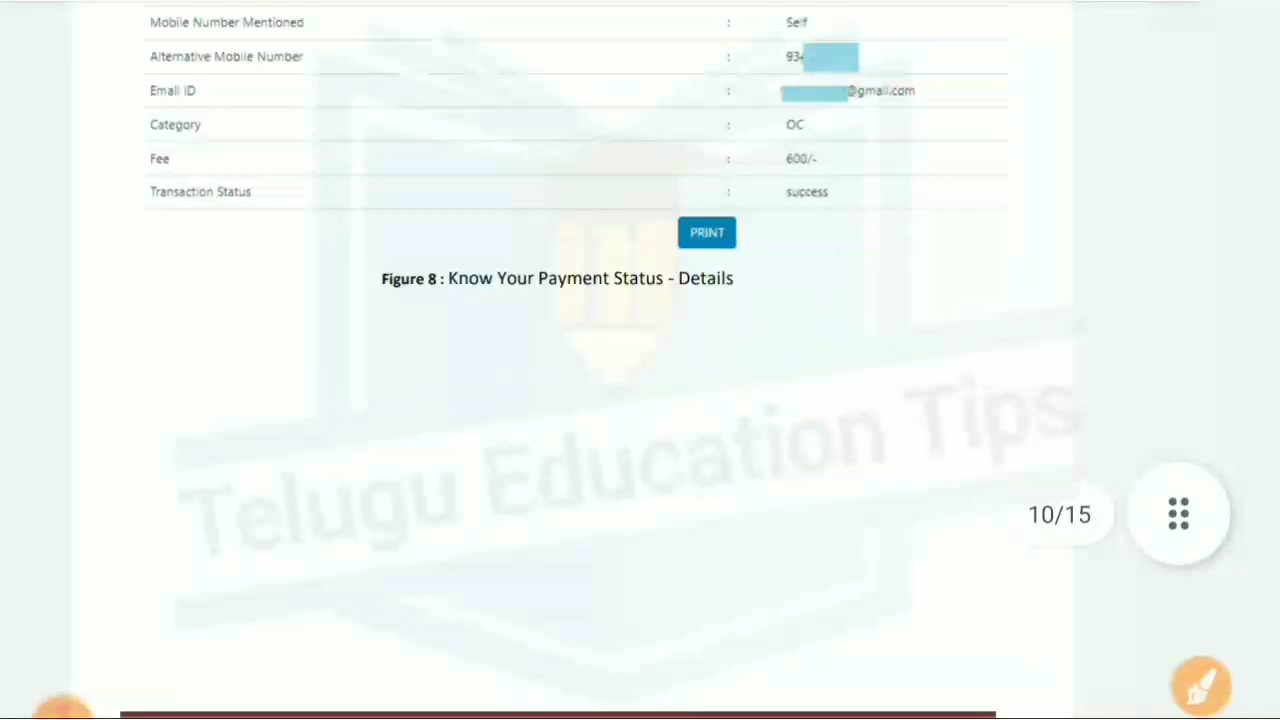 Mobile Number Mentioned : Self
Alternative Mobile Number : 934
Email ID : @gmail.com
Category : OC
Fee : 600/-
Transaction Status : success
PRINT
Figure 8 : Know Your Payment Status - Details
Telugu Education Tips
10/15